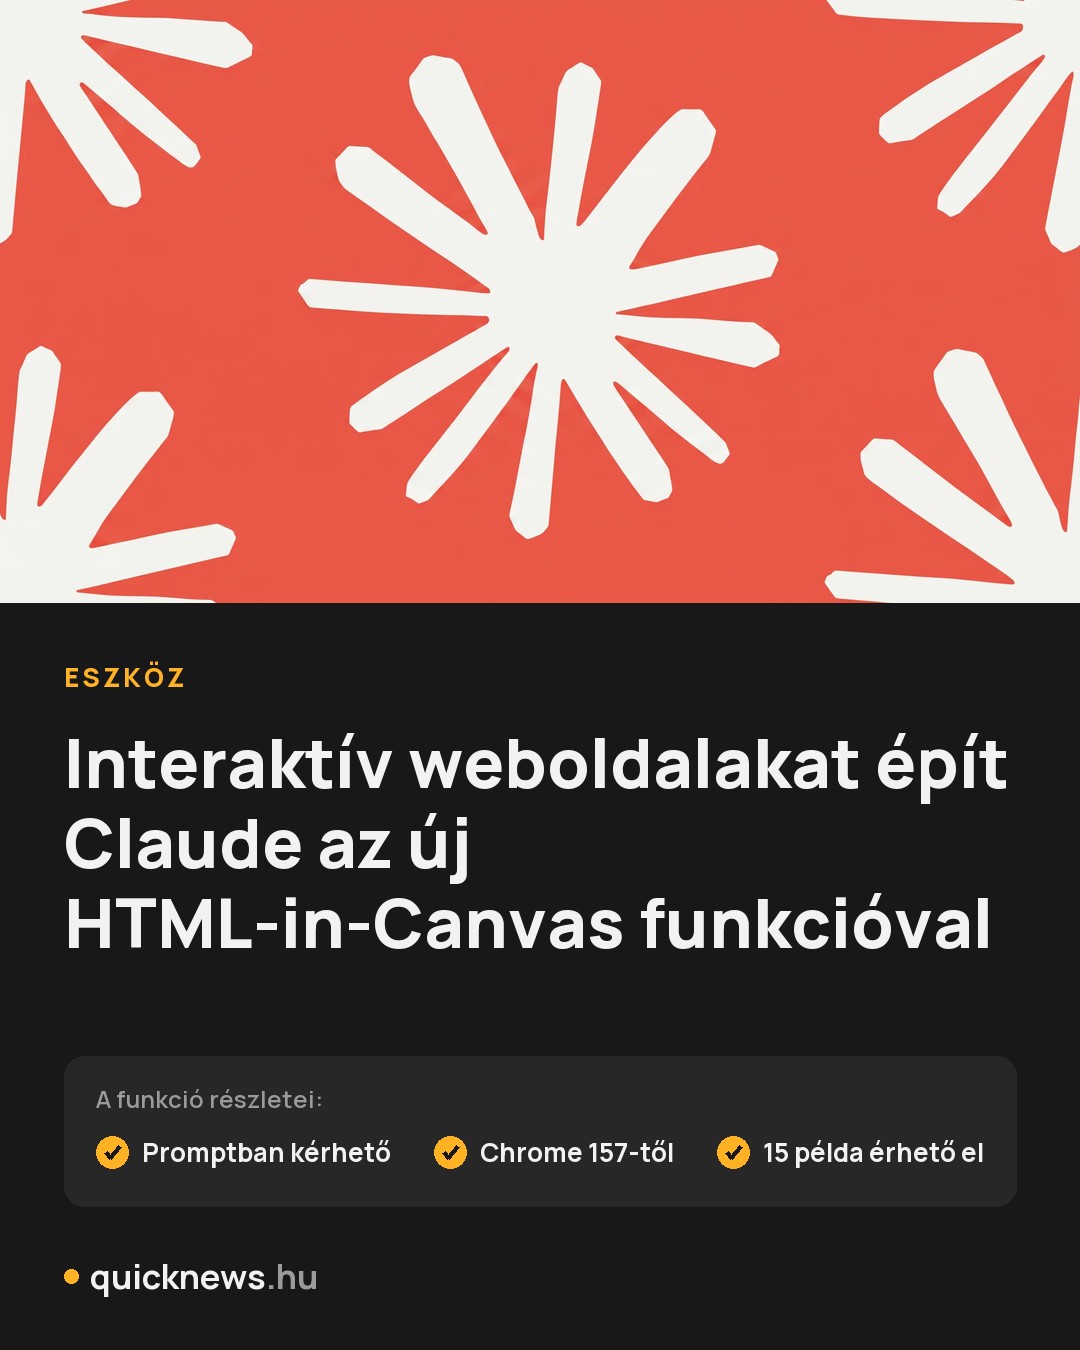 ESZKÖZ
Interaktív weboldalakat épít
Claude az új
HTML-in-Canvas funkcióval
A funkció részletei:
Promptban kérhető
Chrome 157-től
15 példa érhető el
quicknews.hu